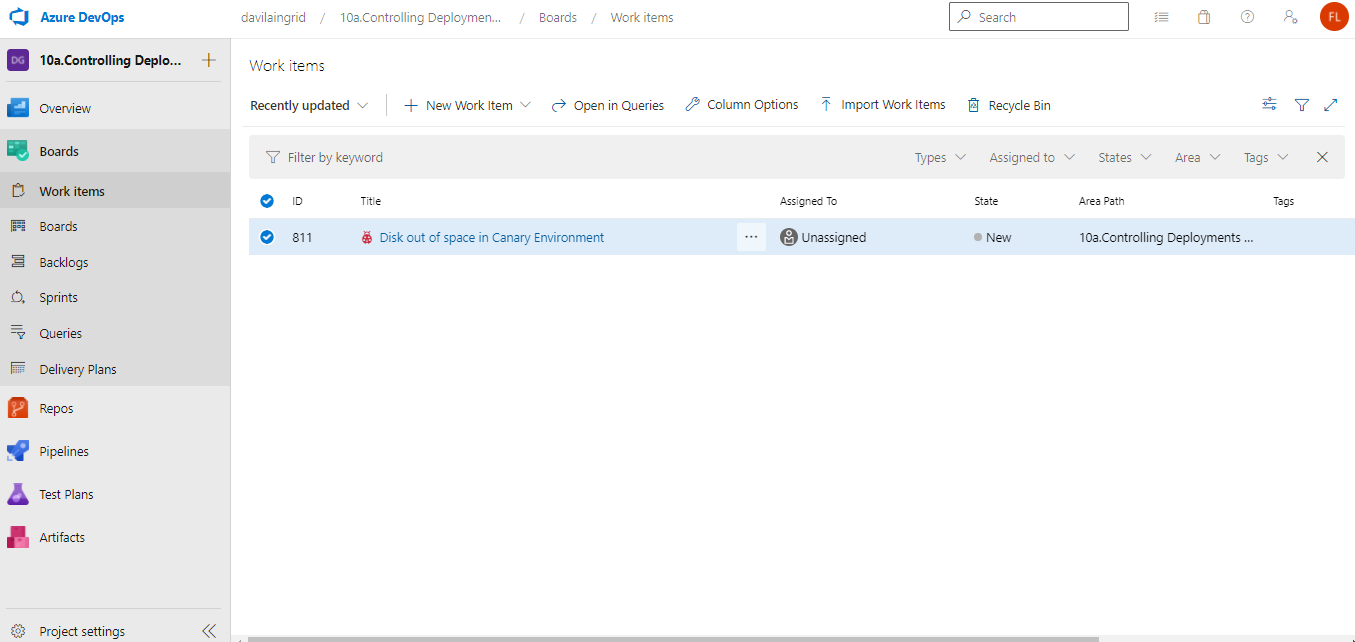 Azure DevOps
davilaingrid / 10a.Controlling Deploymen... / Boards / Work items
Search
FL
DG 10a.Controlling Deplo...
Overview
Boards
Work items
Boards
Backlogs
Sprints
Queries
Delivery Plans
Repos
Pipelines
Test Plans
Artifacts
Project settings
Work items
Recently updated New Work Item Open in Queries Column Options Import Work Items Recycle Bin
Filter by keyword Types Assigned to States Area Tags
ID Title Assigned To State Area Path Tags
811 Disk out of space in Canary Environment ... Unassigned New 10a.Controlling Deployments ...